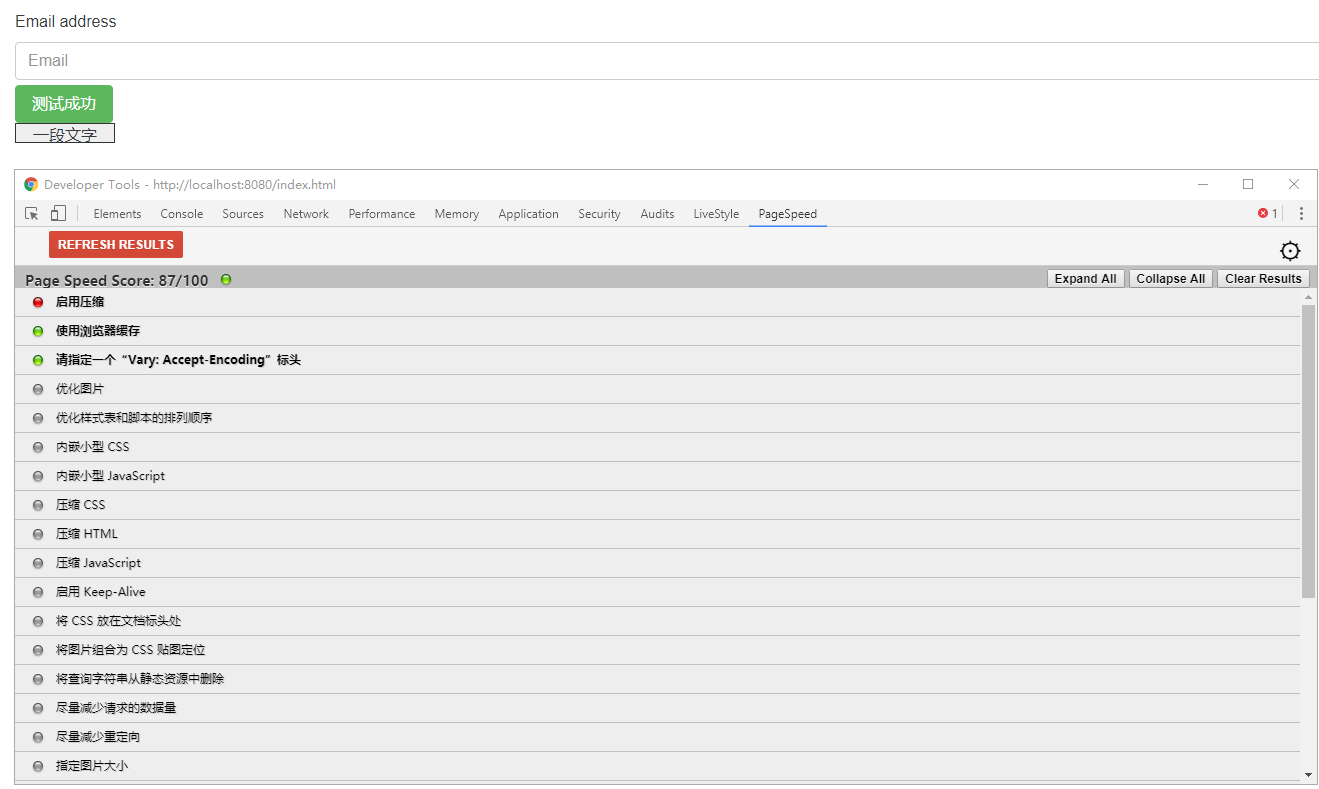 Email address
Email
测试成功
一段文字
Developer Tools - http://localhost:8080/index.html
Elements Console Sources Network Performance Memory Application Security Audits LiveStyle PageSpeed 1
REFRESH RESULTS
Page Speed Score: 87/100 Expand All Collapse All Clear Results
启用压缩
使用浏览器缓存
请指定一个“Vary: Accept-Encoding”标头
优化图片
优化样式表和脚本的排列顺序
内嵌小型 CSS
内嵌小型 JavaScript
压缩 CSS
压缩 HTML
压缩 JavaScript
启用 Keep-Alive
将 CSS 放在文档标头处
将图片组合为 CSS 贴图定位
将查询字符串从静态资源中删除
尽量减少请求的数据量
尽量减少重定向
指定图片大小